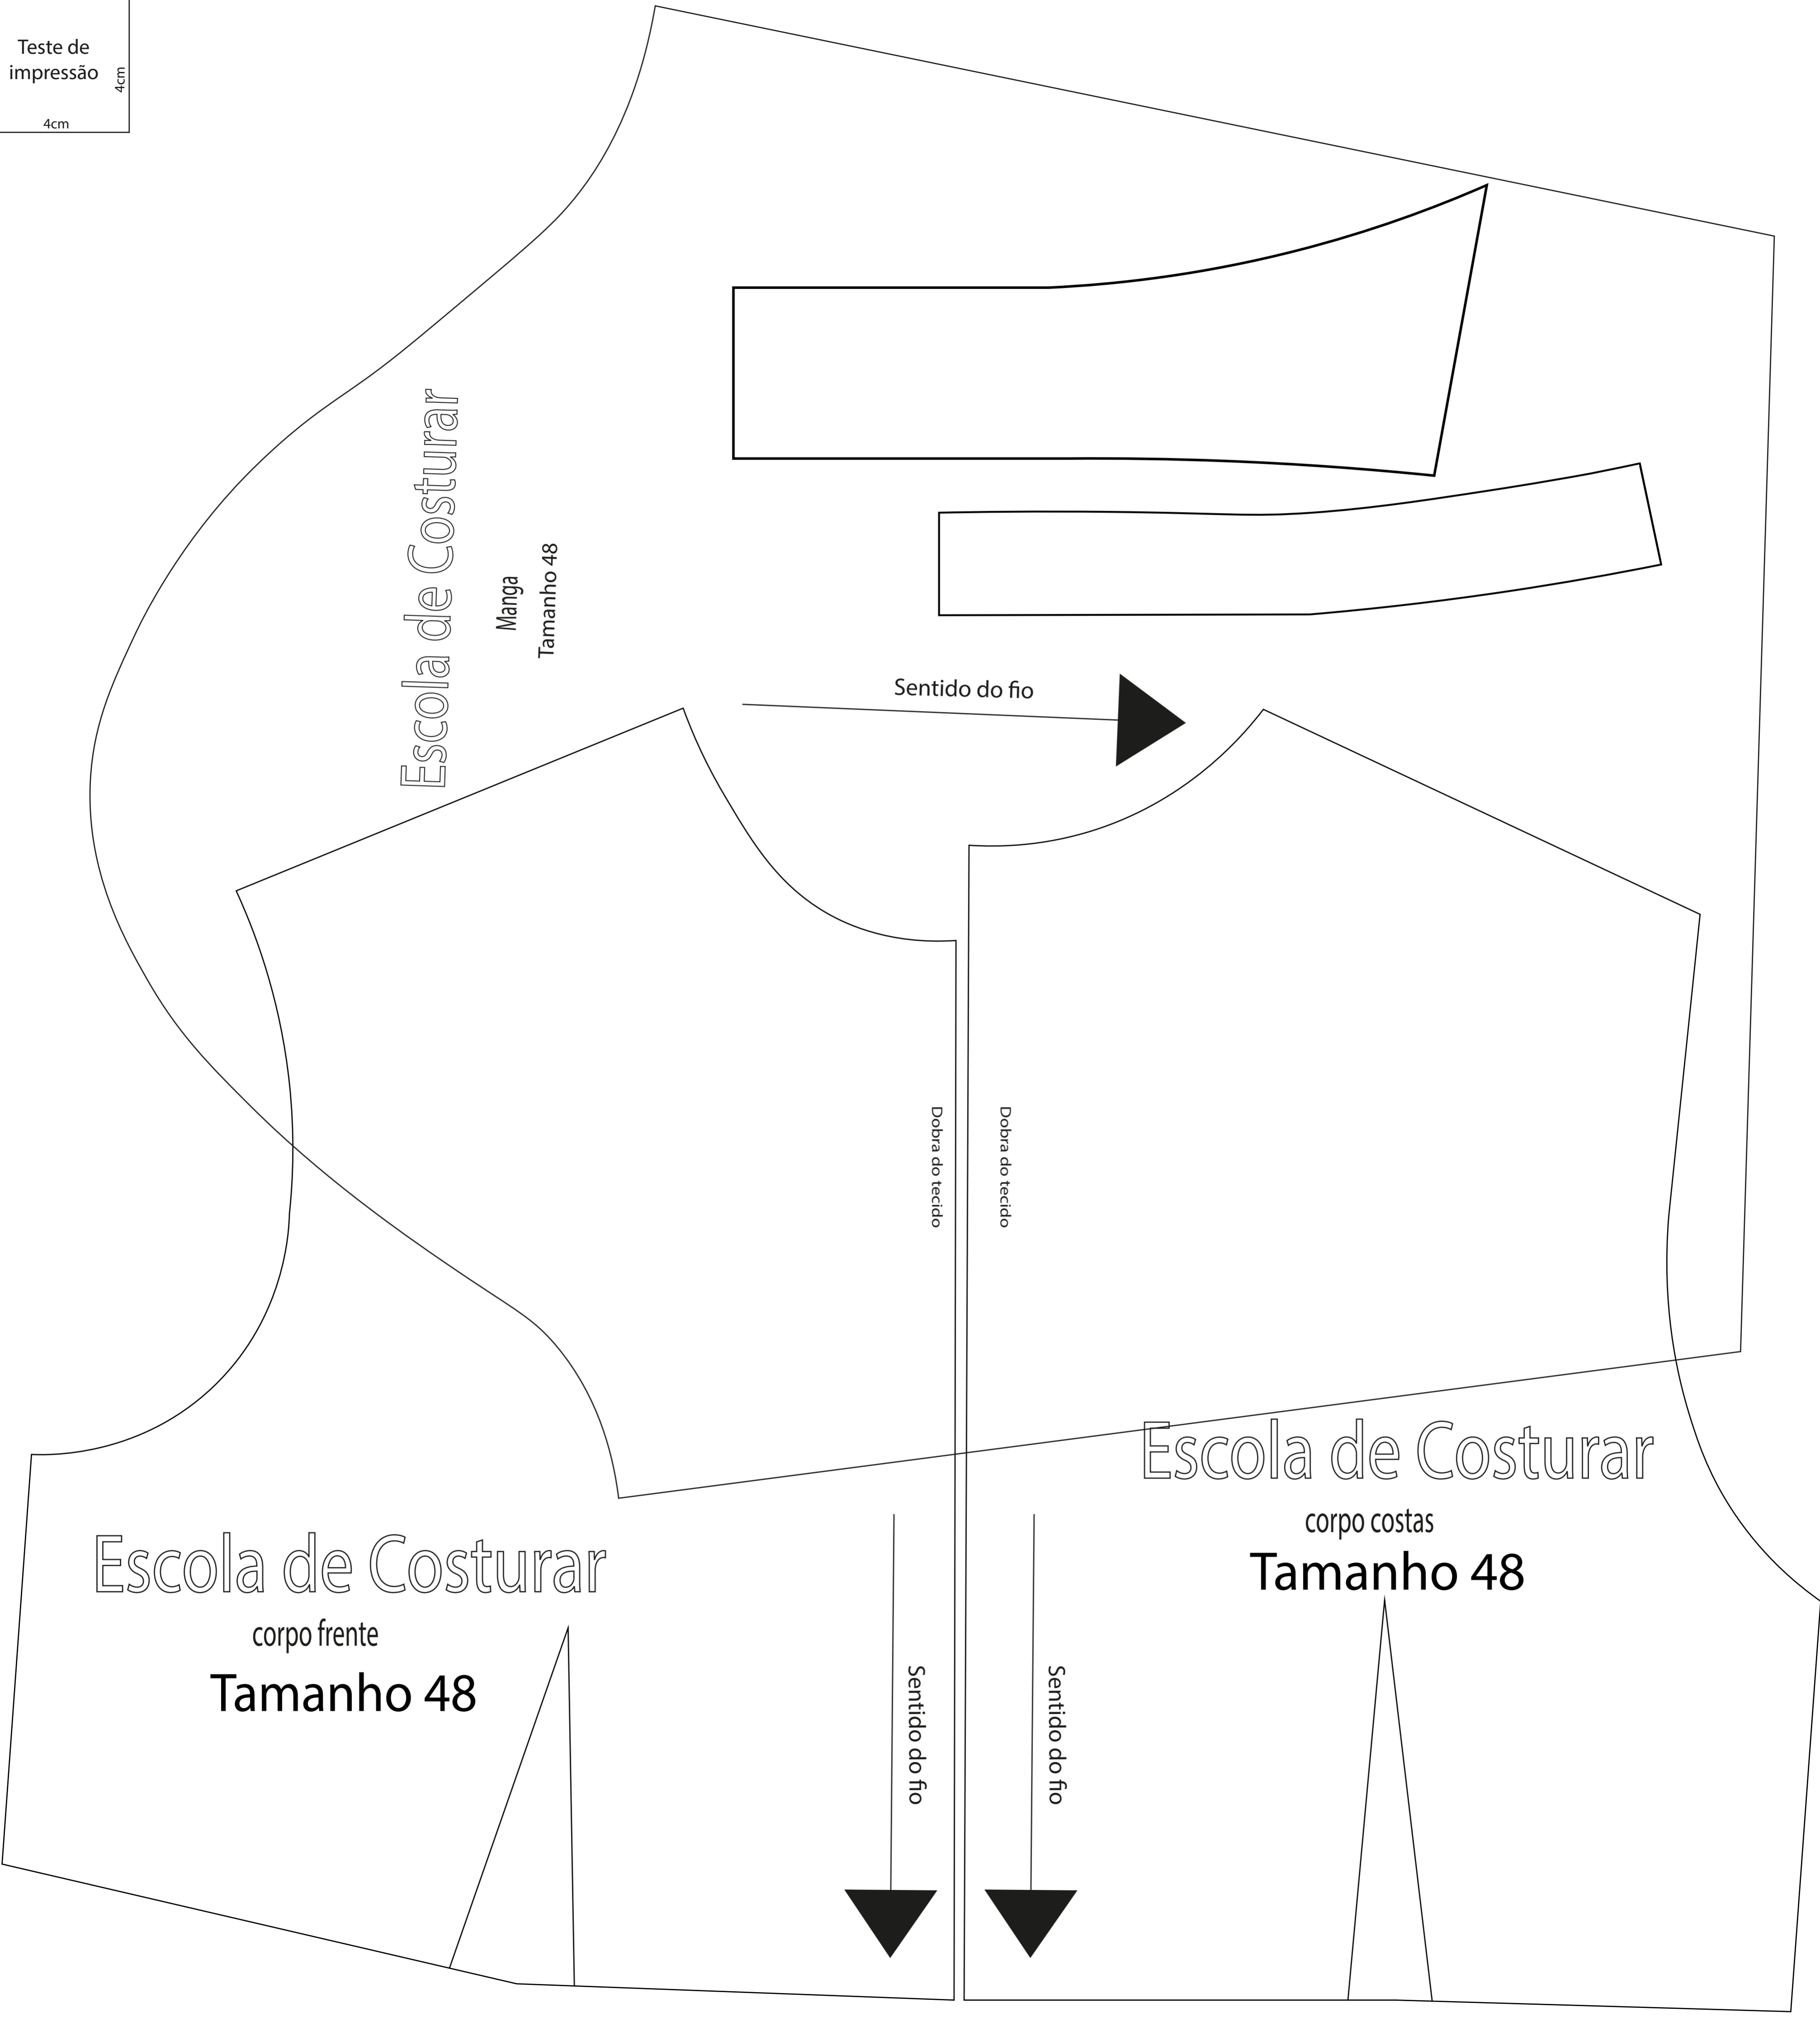 Teste de
impressão
4cm
4cm
Escola de Costurar
Manga
Tamanho 48
Sentido do fio
Dobra do tecido
Dobra do tecido
Escola de Costurar
corpo costas
Tamanho 48
Escola de Costurar
corpo frente
Tamanho 48
Sentido do fio
Sentido do fio